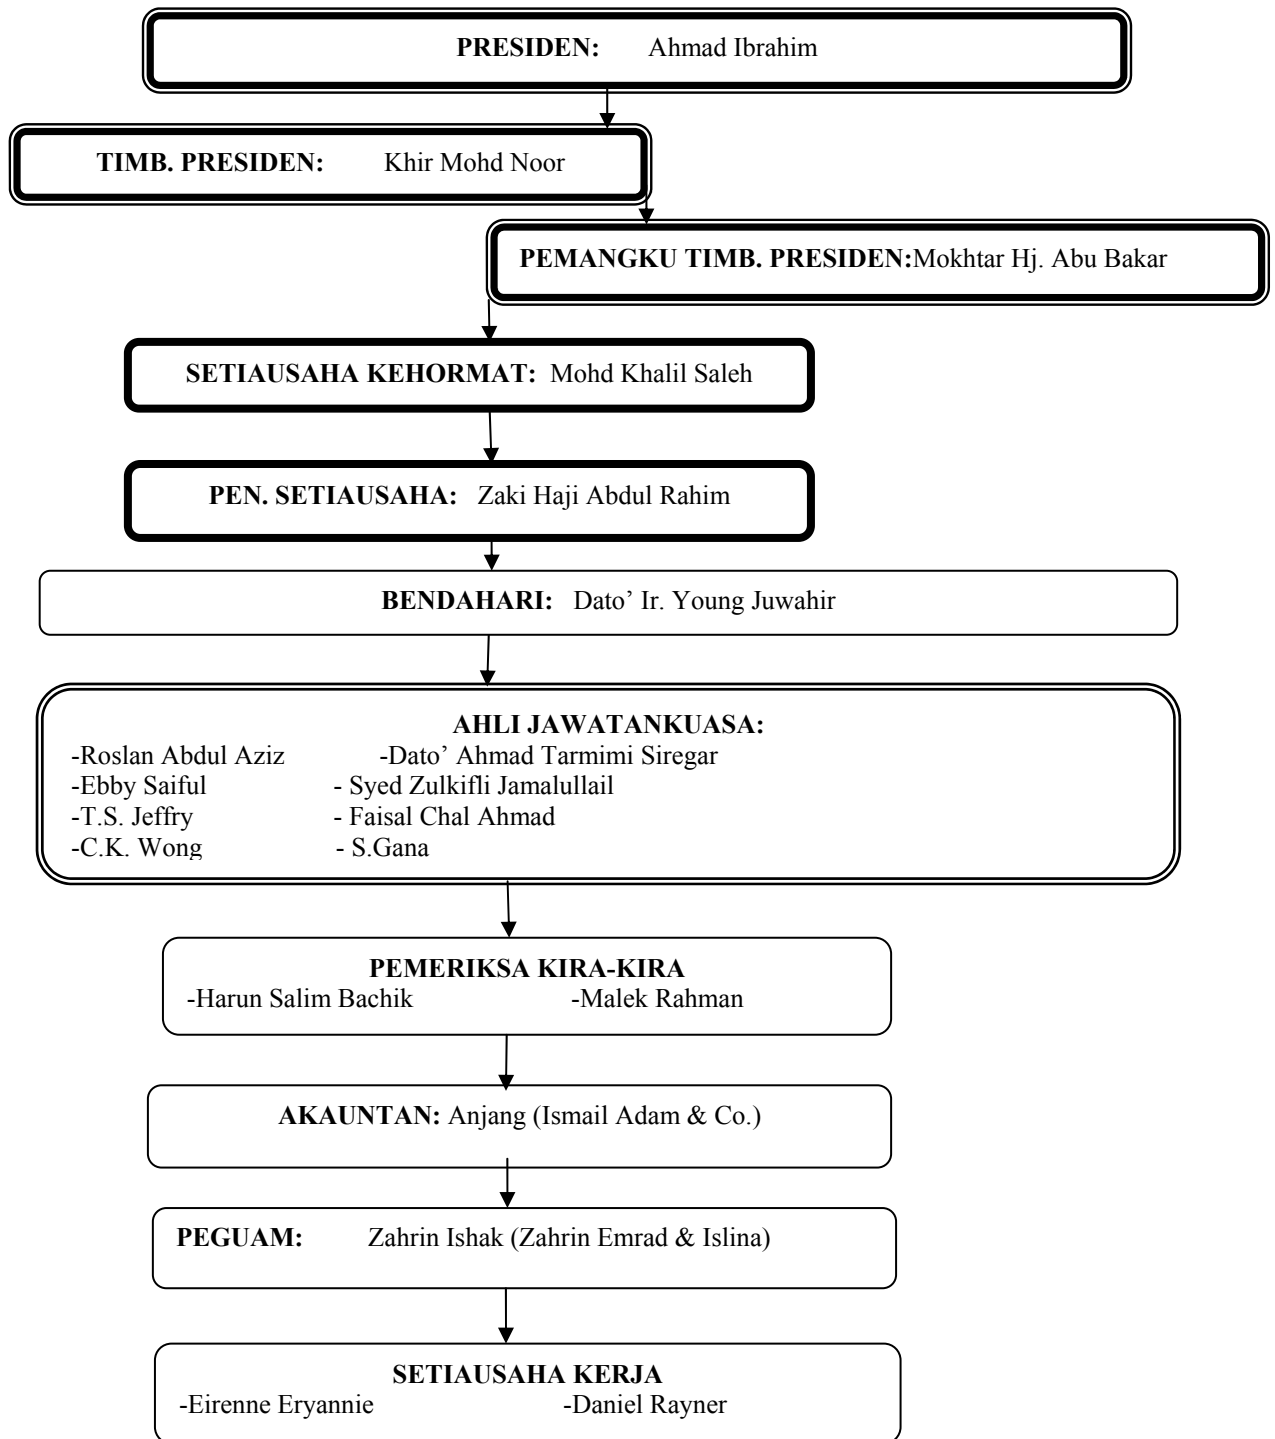 PRESIDEN: Ahmad Ibrahim
TIMB. PRESIDEN: Khir Mohd Noor
PEMANGKU TIMB. PRESIDEN:Mokhtar Hj. Abu Bakar
SETIAUSAHA KEHORMAT: Mohd Khalil Saleh
PEN. SETIAUSAHA: Zaki Haji Abdul Rahim
BENDAHARI: Dato’ Ir. Young Juwahir
AHLI JAWATANKUASA:
-Roslan Abdul Aziz -Dato’ Ahmad Tarmimi Siregar
-Ebby Saiful - Syed Zulkifli Jamalullail
-T.S. Jeffry - Faisal Chal Ahmad
-C.K. Wong - S.Gana
PEMERIKSA KIRA-KIRA
-Harun Salim Bachik -Malek Rahman
AKAUNTAN: Anjang (Ismail Adam & Co.)
PEGUAM: Zahrin Ishak (Zahrin Emrad & Islina)
SETIAUSAHA KERJA
-Eirenne Eryannie -Daniel Rayner